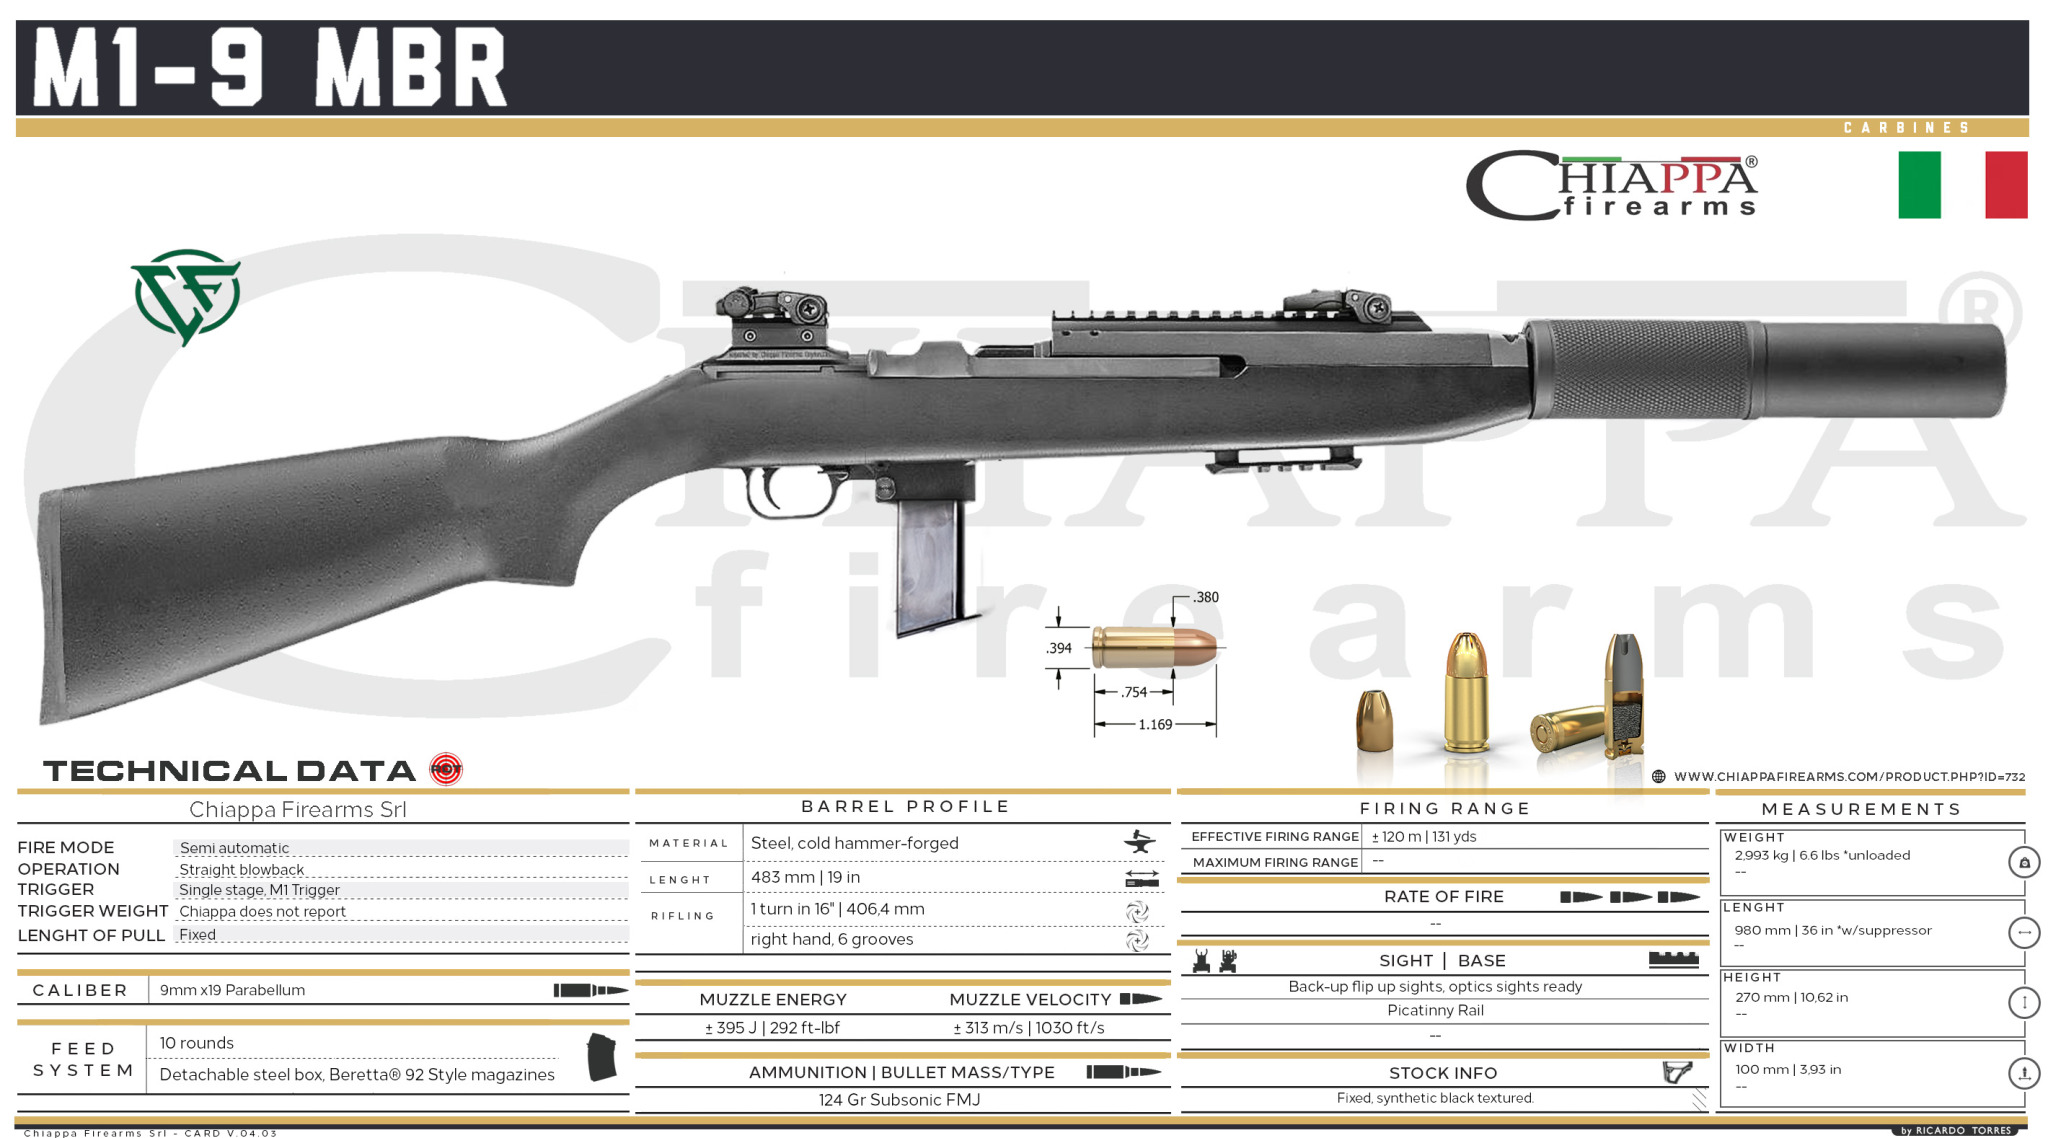 M1-9 MBR
CARBINES
CHIAPPA®
firearms
CF
CHIAPPA®
firearms
.380
.394
.754
1.169
TECHNICAL DATA
WWW.CHIAPPAFIREARMS.COM/PRODUCT.PHP?ID=732
Chiappa Firearms Srl
FIRE MODE Semi automatic
OPERATION Straight blowback
TRIGGER Single stage, M1 Trigger
TRIGGER WEIGHT Chiappa does not report
LENGHT OF PULL Fixed
CALIBER 9mm x19 Parabellum
FEED SYSTEM
10 rounds
Detachable steel box, Beretta® 92 Style magazines
BARREL PROFILE
MATERIAL Steel, cold hammer-forged
LENGHT 483 mm | 19 in
RIFLING 1 turn in 16" | 406,4 mm
right hand, 6 grooves
MUZZLE ENERGY MUZZLE VELOCITY
± 395 J | 292 ft-lbf ± 313 m/s | 1030 ft/s
AMMUNITION | BULLET MASS/TYPE
124 Gr Subsonic FMJ
FIRING RANGE
EFFECTIVE FIRING RANGE ± 120 m | 131 yds
MAXIMUM FIRING RANGE --
RATE OF FIRE
--
SIGHT | BASE
Back-up flip up sights, optics sights ready
Picatinny Rail
--
STOCK INFO
Fixed, synthetic black textured.
MEASUREMENTS
WEIGHT
2,993 kg | 6.6 lbs *unloaded
--
LENGHT
980 mm | 36 in *w/suppressor
--
HEIGHT
270 mm | 10,62 in
--
WIDTH
100 mm | 3,93 in
--
Chiappa Firearms Srl - CARD V.04.03
by RICARDO TORRES